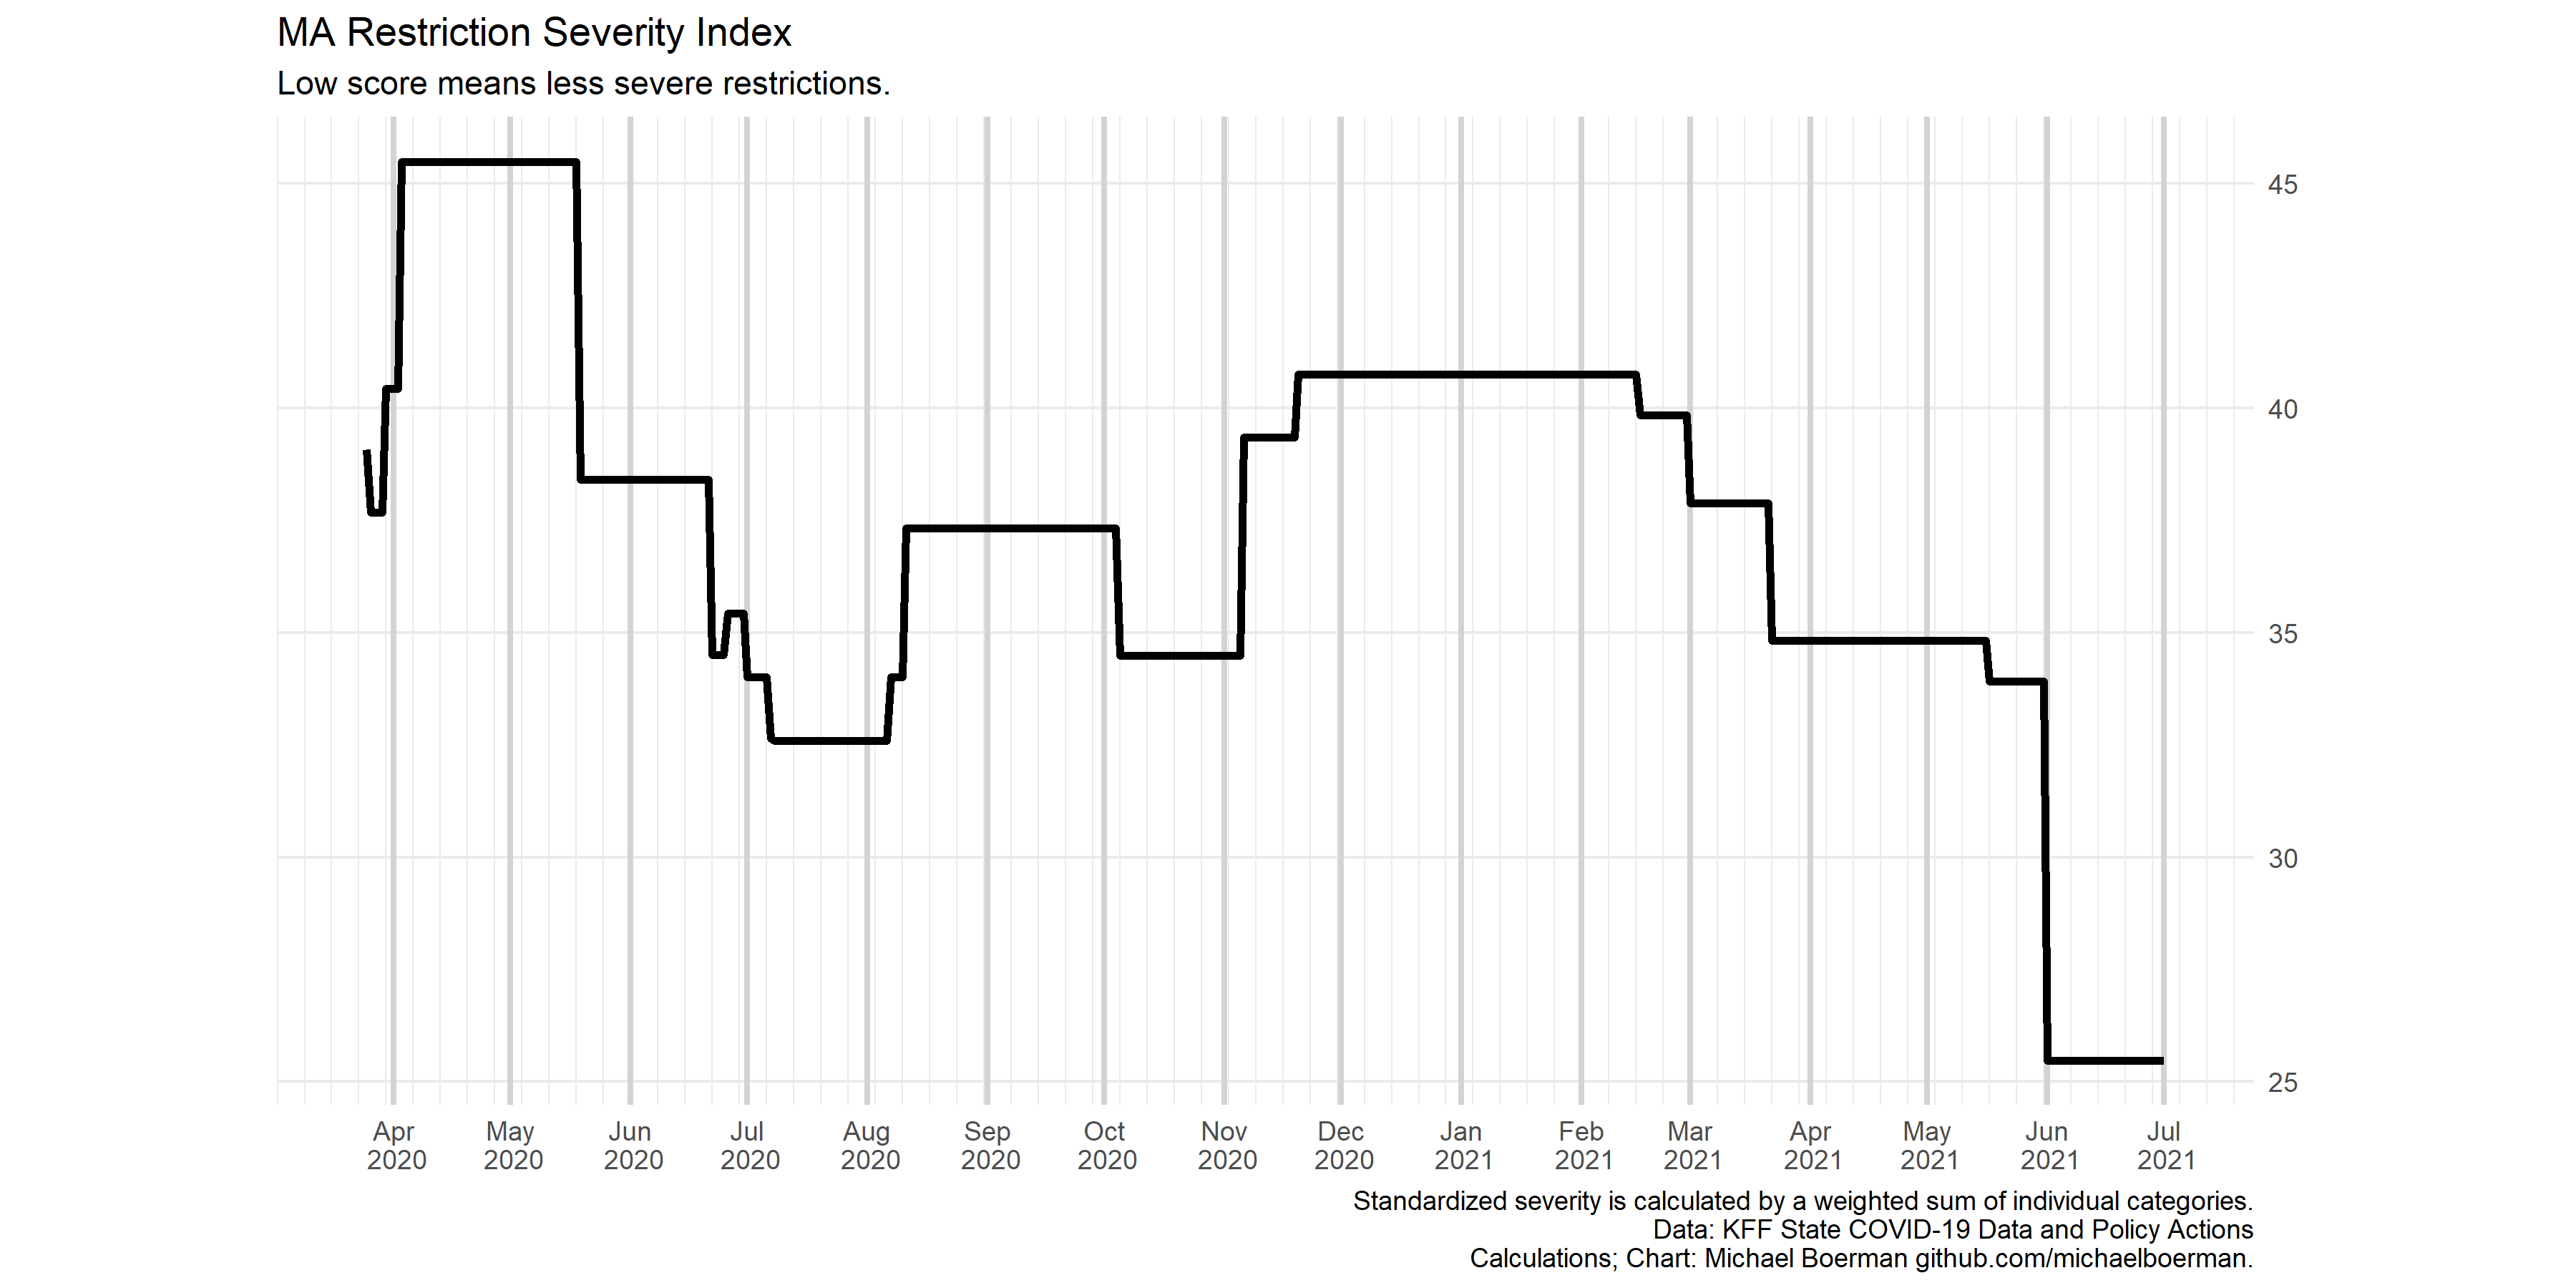 MA Restriction Severity Index
Low score means less severe restrictions.
45
40
35
30
25
Apr May Jun Jul Aug Sep Oct Nov Dec Jan Feb Mar Apr May Jun Jul
2020 2020 2020 2020 2020 2020 2020 2020 2020 2021 2021 2021 2021 2021 2021 2021
Standardized severity is calculated by a weighted sum of individual categories.
Data: KFF State COVID-19 Data and Policy Actions
Calculations; Chart: Michael Boerman github.com/michaelboerman.